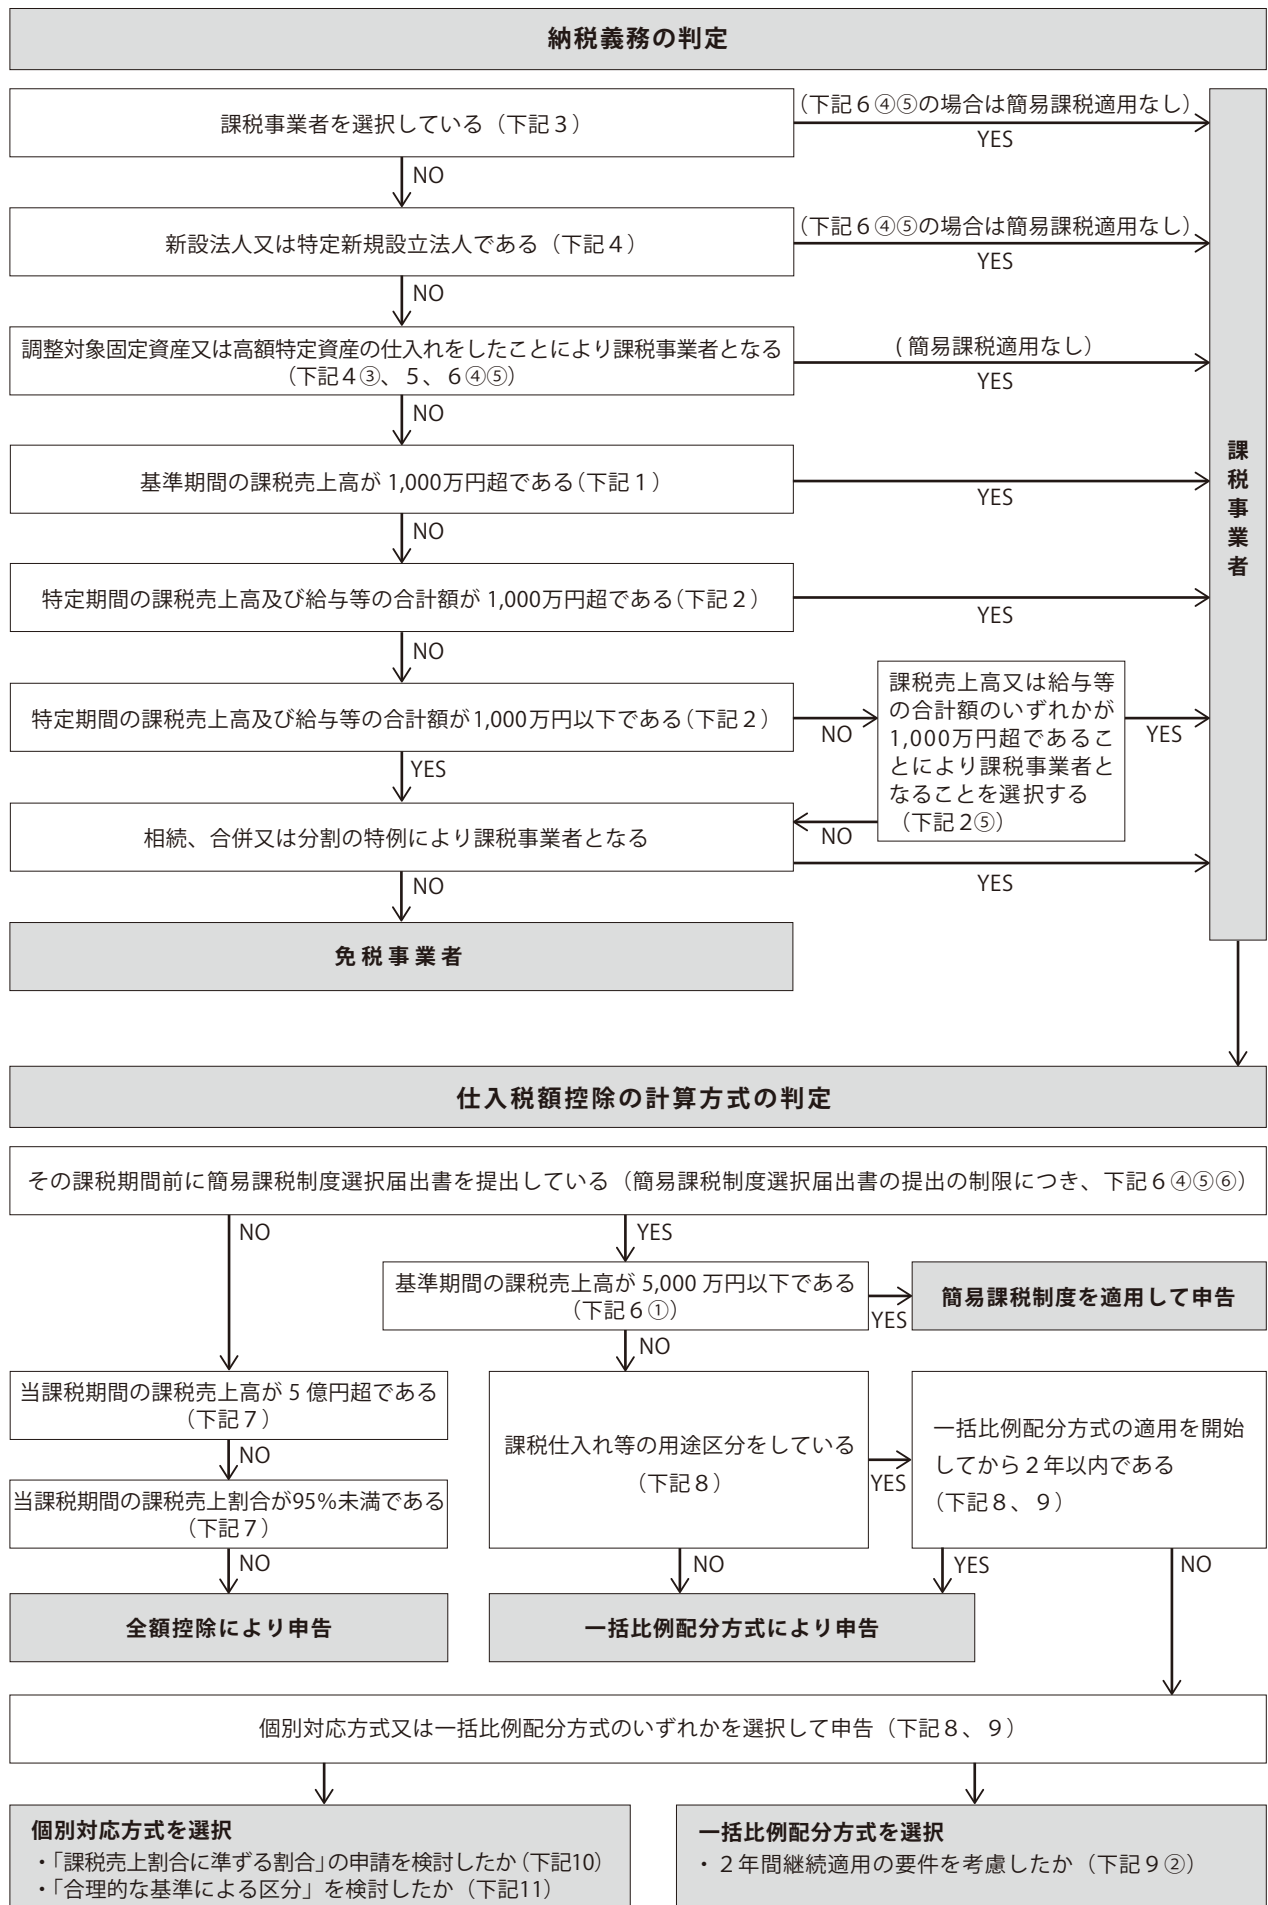 納税義務の判定
課税事業者を選択している（下記３）
（下記６④⑤の場合は簡易課税適用なし）
YES
NO
新設法人又は特定新規設立法人である（下記４）
（下記６④⑤の場合は簡易課税適用なし）
YES
NO
調整対象固定資産又は高額特定資産の仕入れをしたことにより課税事業者となる
（下記４③、５、６④⑤）
(簡易課税適用なし）
YES
NO
基準期間の課税売上高が 1,000万円超である（下記１）
YES
NO
特定期間の課税売上高及び給与等の合計額が 1,000万円超である（下記２）
YES
NO
特定期間の課税売上高及び給与等の合計額が1,000万円以下である（下記２）
NO
課税売上高又は給与等
の合計額のいずれかが
1,000万円超であるこ
とにより課税事業者と
なることを選択する
（下記２⑤）
YES
NO
YES
相続、合併又は分割の特例により課税事業者となる
YES
NO
免税事業者
課税事業者
仕入税額控除の計算方式の判定
その課税期間前に簡易課税制度選択届出書を提出している（簡易課税制度選択届出書の提出の制限につき、下記６④⑤⑥）
NO
YES
基準期間の課税売上高が 5,000 万円以下である
（下記６①）
YES
簡易課税制度を適用して申告
NO
当課税期間の課税売上高が 5 億円超である
（下記７）
NO
当課税期間の課税売上割合が95%未満である
（下記７）
NO
全額控除により申告
課税仕入れ等の用途区分をしている
（下記８）
YES
一括比例配分方式の適用を開始
してから２年以内である
（下記８、９）
NO
YES
NO
一括比例配分方式により申告
個別対応方式又は一括比例配分方式のいずれかを選択して申告（下記８、９）
個別対応方式を選択
・「課税売上割合に準ずる割合」の申請を検討したか（下記10）
・「合理的な基準による区分」を検討したか（下記11）
一括比例配分方式を選択
・２年間継続適用の要件を考慮したか（下記９②）